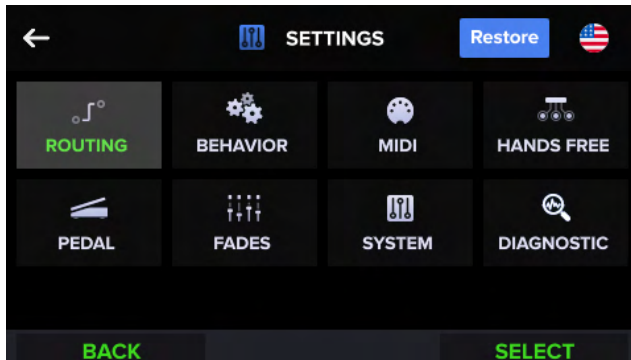 SETTINGS Restore
ROUTING BEHAVIOR MIDI HANDS FREE
PEDAL FADES SYSTEM DIAGNOSTIC
BACK SELECT